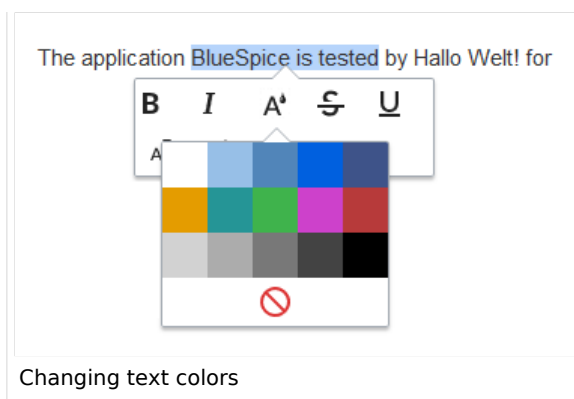 The application BlueSpice is tested by Hallo Welt! for
B I A S U
A
Changing text colors